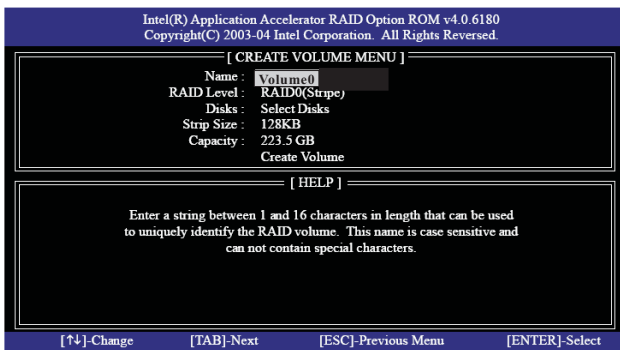 Intel(R) Application Accelerator RAID Option ROM v4.0.6180
Copyright(C) 2003-04 Intel Corporation. All Rights Reversed.
[ CREATE VOLUME MENU ]
Name : Volume0
RAID Level : RAID0(Stripe)
Disks : Select Disks
Strip Size : 128KB
Capacity : 223.5 GB
Create Volume
[ HELP ]
Enter a string between 1 and 16 characters in length that can be used
to uniquely identify the RAID volume. This name is case sensitive and
can not contain special characters.
[↑↓]-Change [TAB]-Next [ESC]-Previous Menu [ENTER]-Select